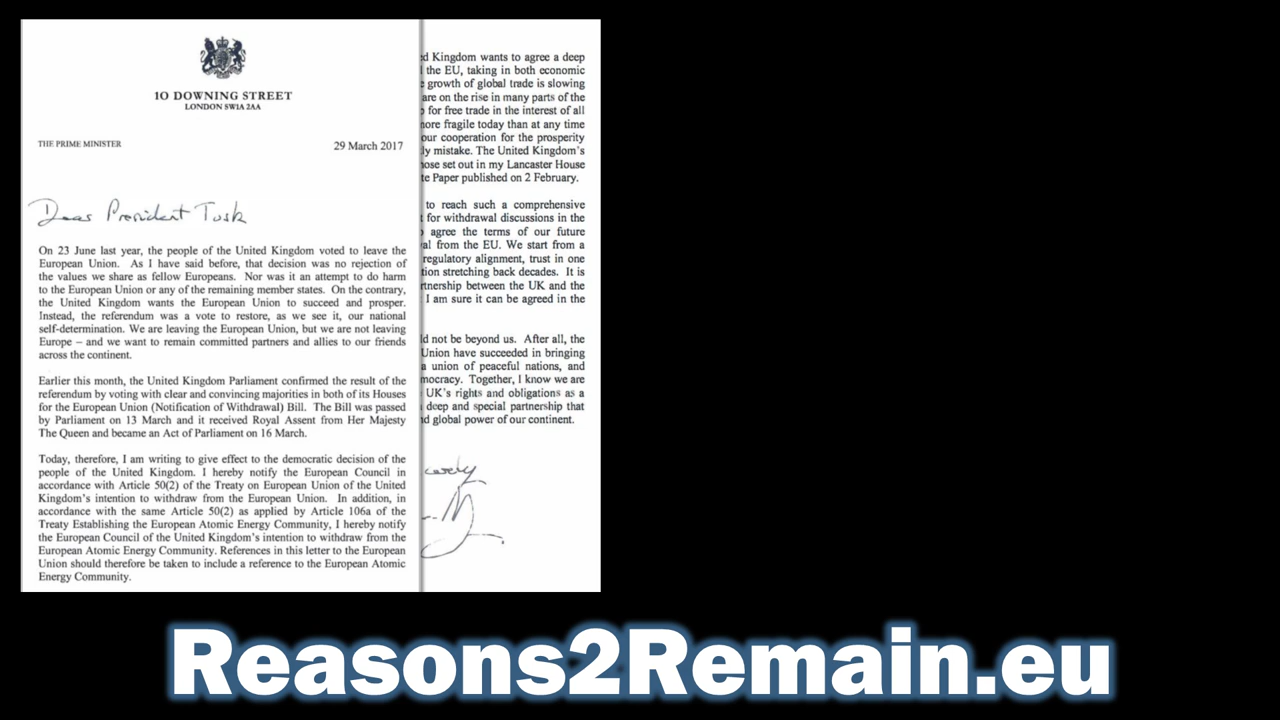 10 DOWNING STREET
LONDON SW1A 2AA
THE PRIME MINISTER
29 March 2017
Dear President Tusk
On 23 June last year, the people of the United Kingdom voted to leave the
European Union. As I have said before, that decision was no rejection of
the values we share as fellow Europeans. Nor was it an attempt to do harm
to the European Union or any of the remaining member states. On the contrary,
the United Kingdom wants the European Union to succeed and prosper.
Instead, the referendum was a vote to restore, as we see it, our national
self-determination. We are leaving the European Union, but we are not leaving
Europe – and we want to remain committed partners and allies to our friends
across the continent.
Earlier this month, the United Kingdom Parliament confirmed the result of the
referendum by voting with clear and convincing majorities in both of its Houses
for the European Union (Notification of Withdrawal) Bill. The Bill was passed
by Parliament on 13 March and it received Royal Assent from Her Majesty
The Queen and became an Act of Parliament on 16 March.
Today, therefore, I am writing to give effect to the democratic decision of the
people of the United Kingdom. I hereby notify the European Council in
accordance with Article 50(2) of the Treaty on European Union of the United
Kingdom's intention to withdraw from the European Union. In addition, in
accordance with the same Article 50(2) as applied by Article 106a of the
Treaty Establishing the European Atomic Energy Community, I hereby notify
the European Council of the United Kingdom's intention to withdraw from the
European Atomic Energy Community. References in this letter to the European
Union should therefore be taken to include a reference to the European Atomic
Energy Community.
Kingdom wants to agree a deep
the EU, taking in both economic
growth of global trade is slowing
are on the rise in many parts of the
for free trade in the interest of all
more fragile today than at any time
our cooperation for the prosperity
mistake. The United Kingdom's
those set out in my Lancaster House
Paper published on 2 February.
to reach such a comprehensive
for withdrawal discussions in the
agree the terms of our future
from the EU. We start from a
regulatory alignment, trust in one
stretching back decades. It is
between the UK and the
I am sure it can be agreed in the
not be beyond us. After all, the
Union have succeeded in bringing
a union of peaceful nations, and
Together, I know we are
UK's rights and obligations as a
deep and special partnership that
global power of our continent.
Reasons2Remain.eu